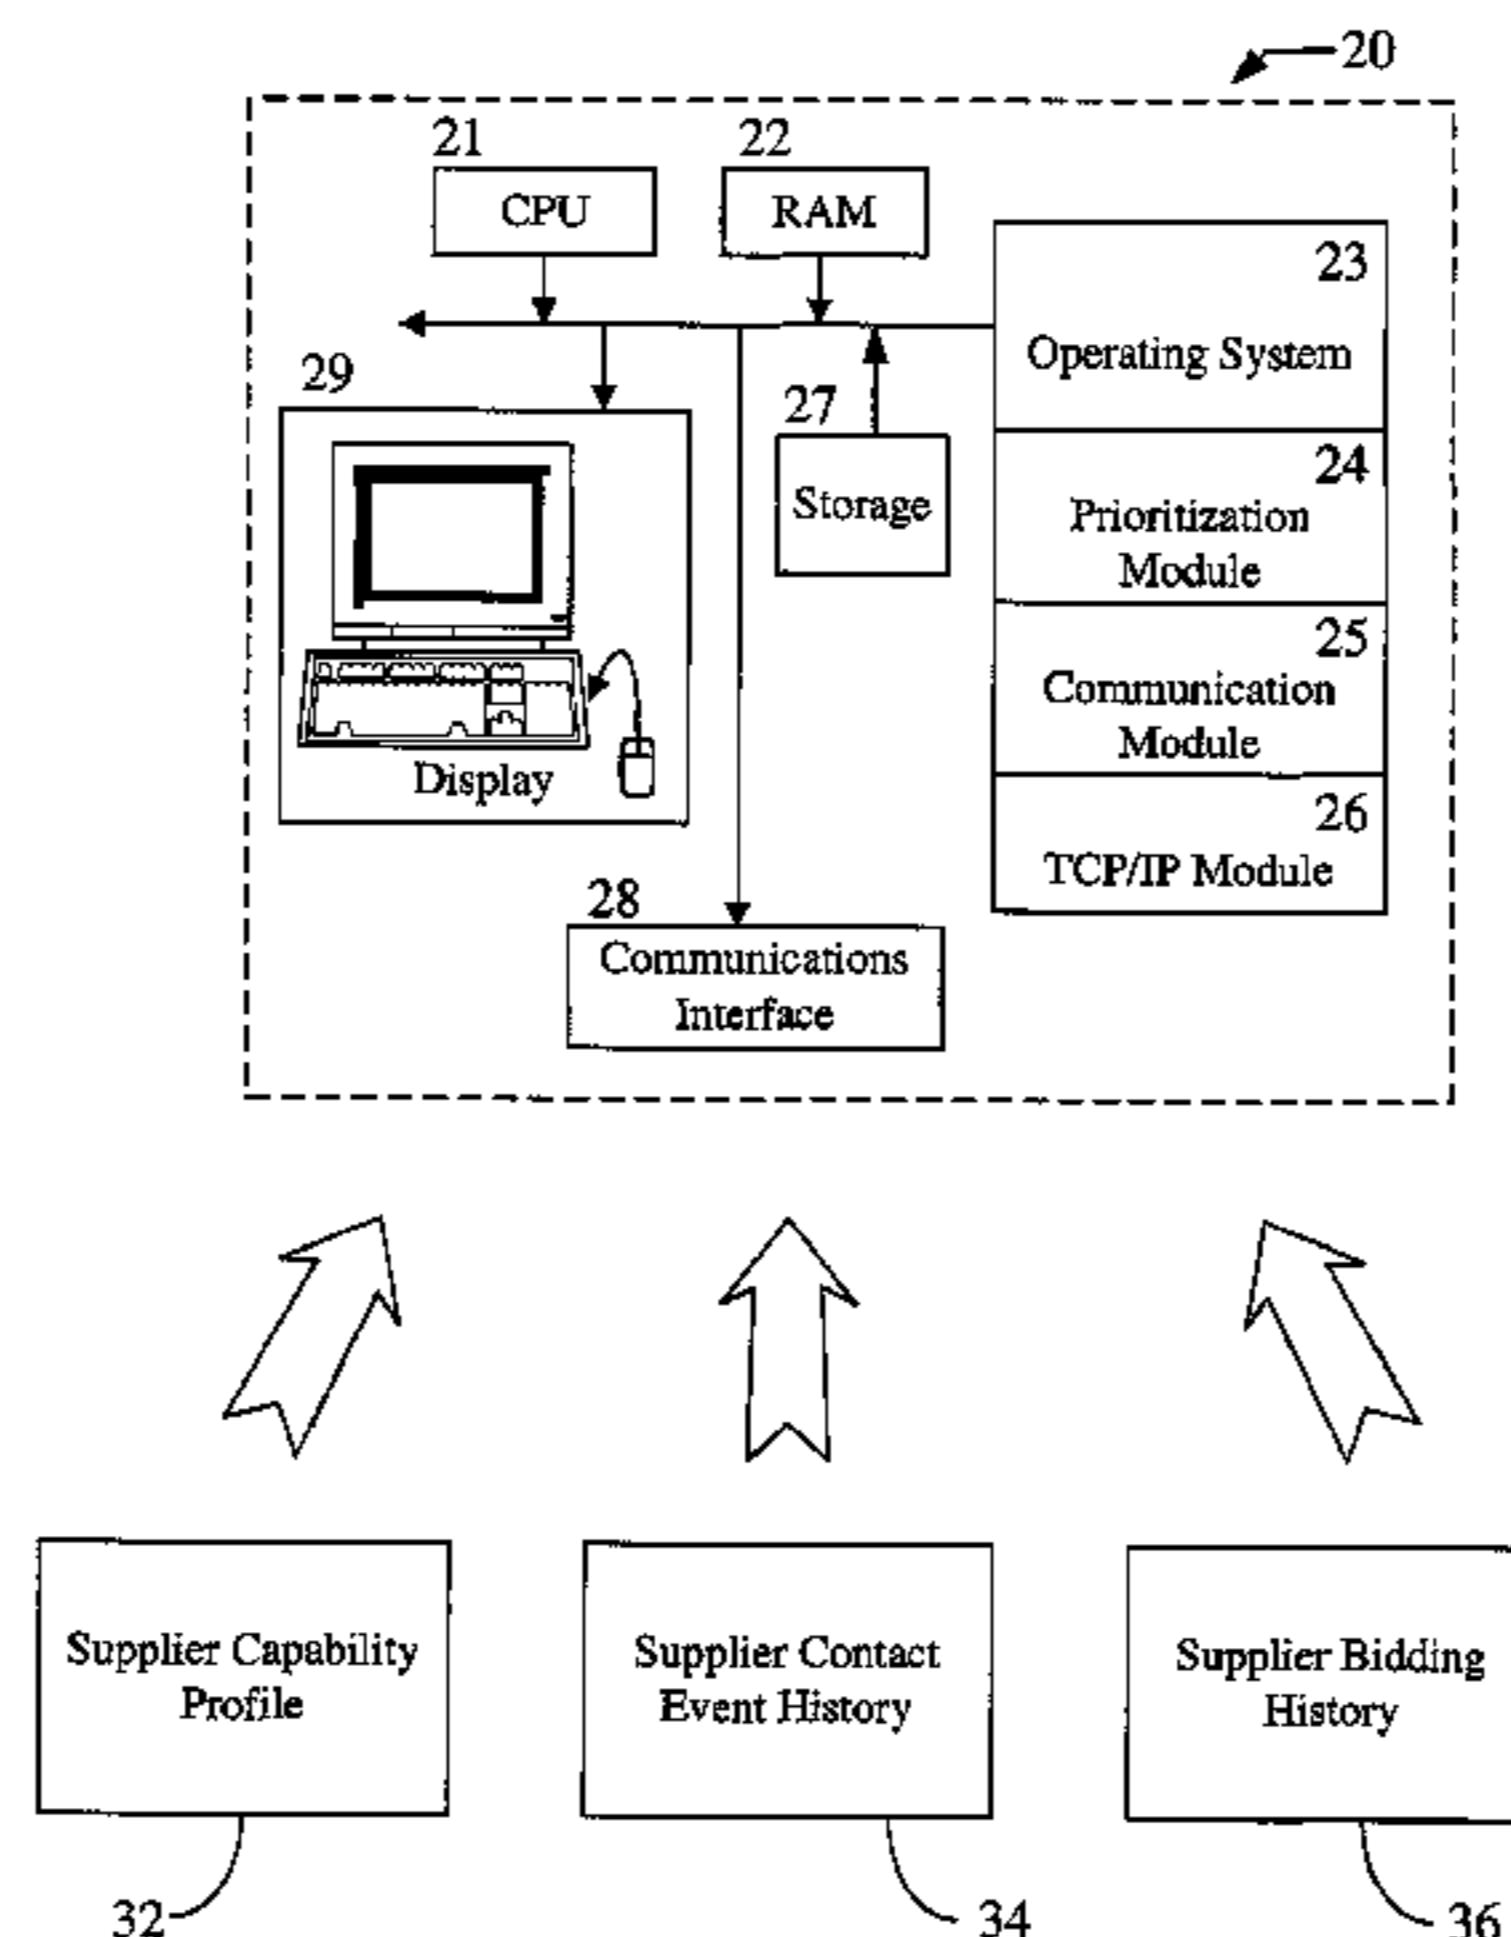 20
21
CPU
22
RAM
23
Operating System
29
27
Storage
24
Prioritization
Module
25
Communication
Module
Display
26
TCP/IP Module
28
Communications
Interface
Supplier Capability
Profile
Supplier Contact
Event History
Supplier Bidding
History
32
34
36